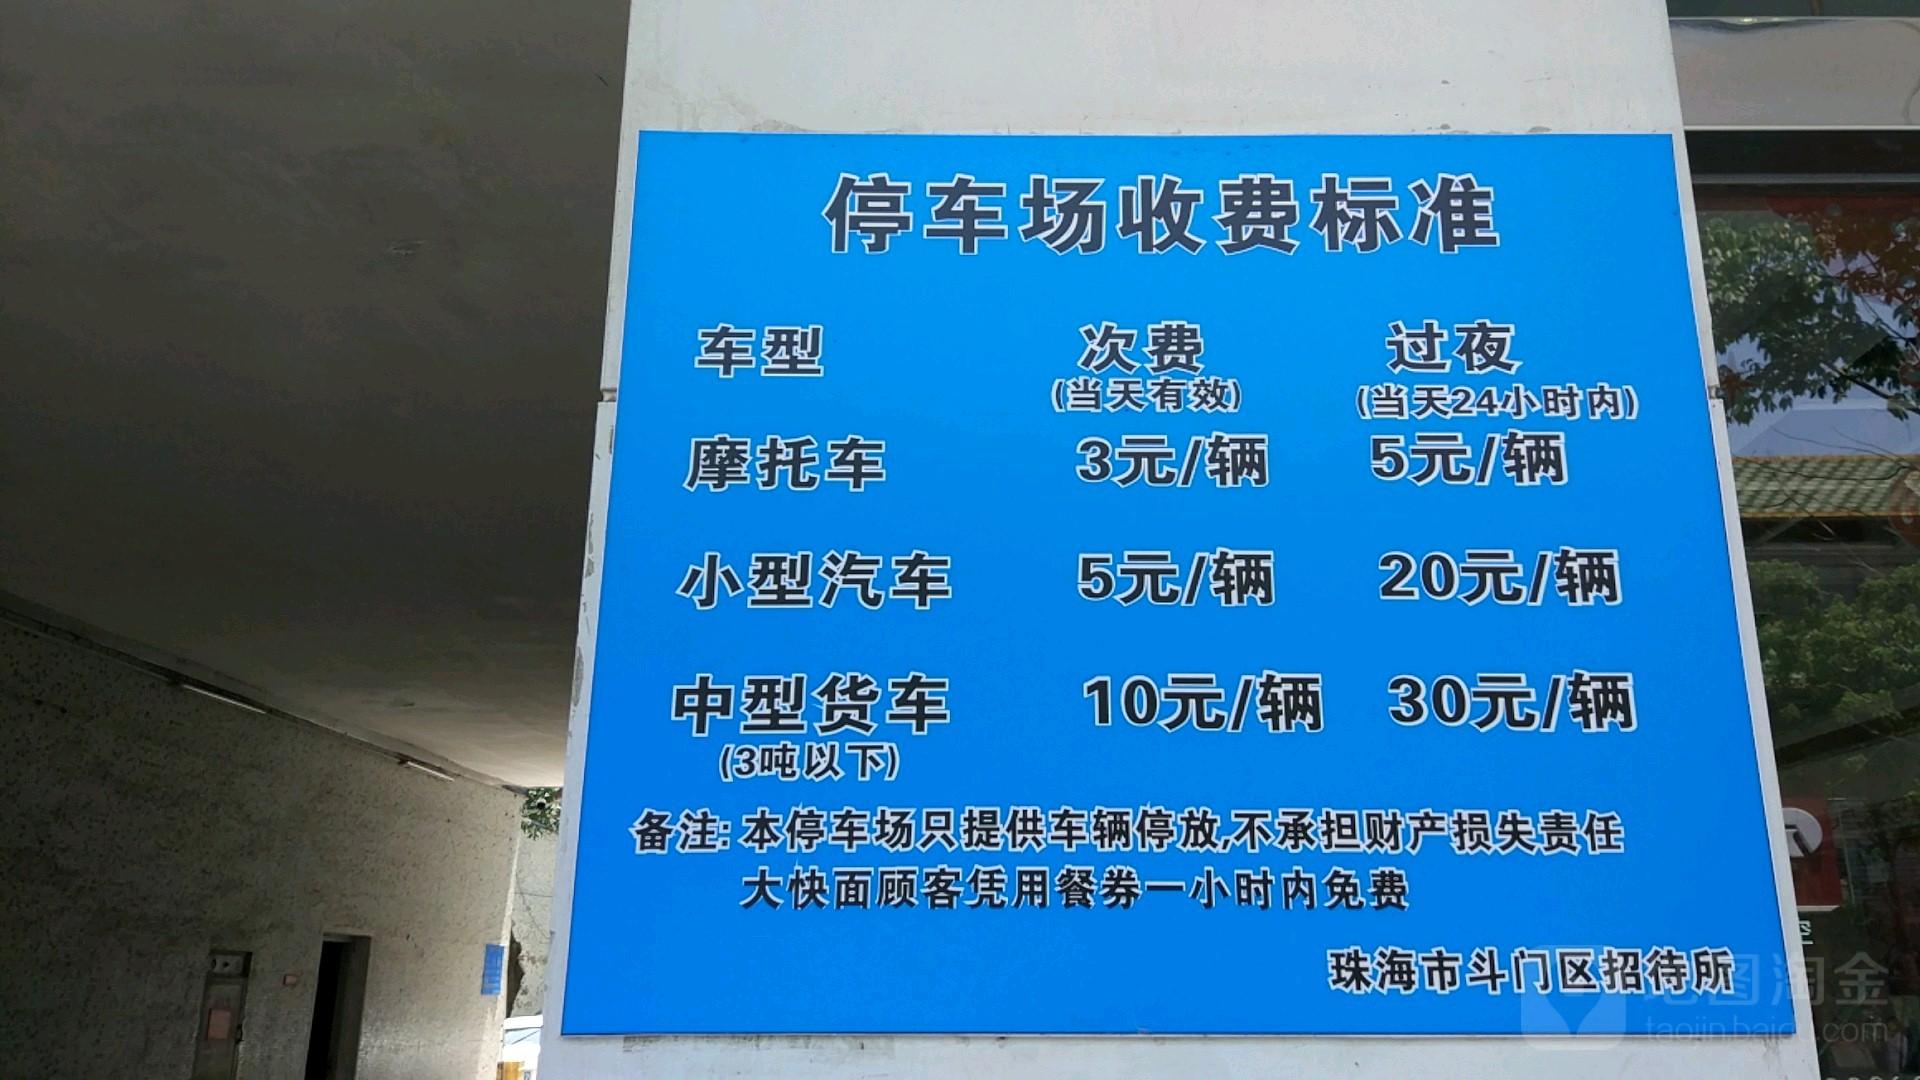 停车场收费标准
车型 次费 过夜
(当天有效) (当天24小时内)
摩托车 3元/辆 5元/辆
小型汽车 5元/辆 20元/辆
中型货车 10元/辆 30元/辆
(3吨以下)
备注:本停车场只提供车辆停放,不承担财产损失责任
大快面顾客凭用餐券一小时内免费
珠海市斗门区招待所
地图淘金
taojin.baidu.com